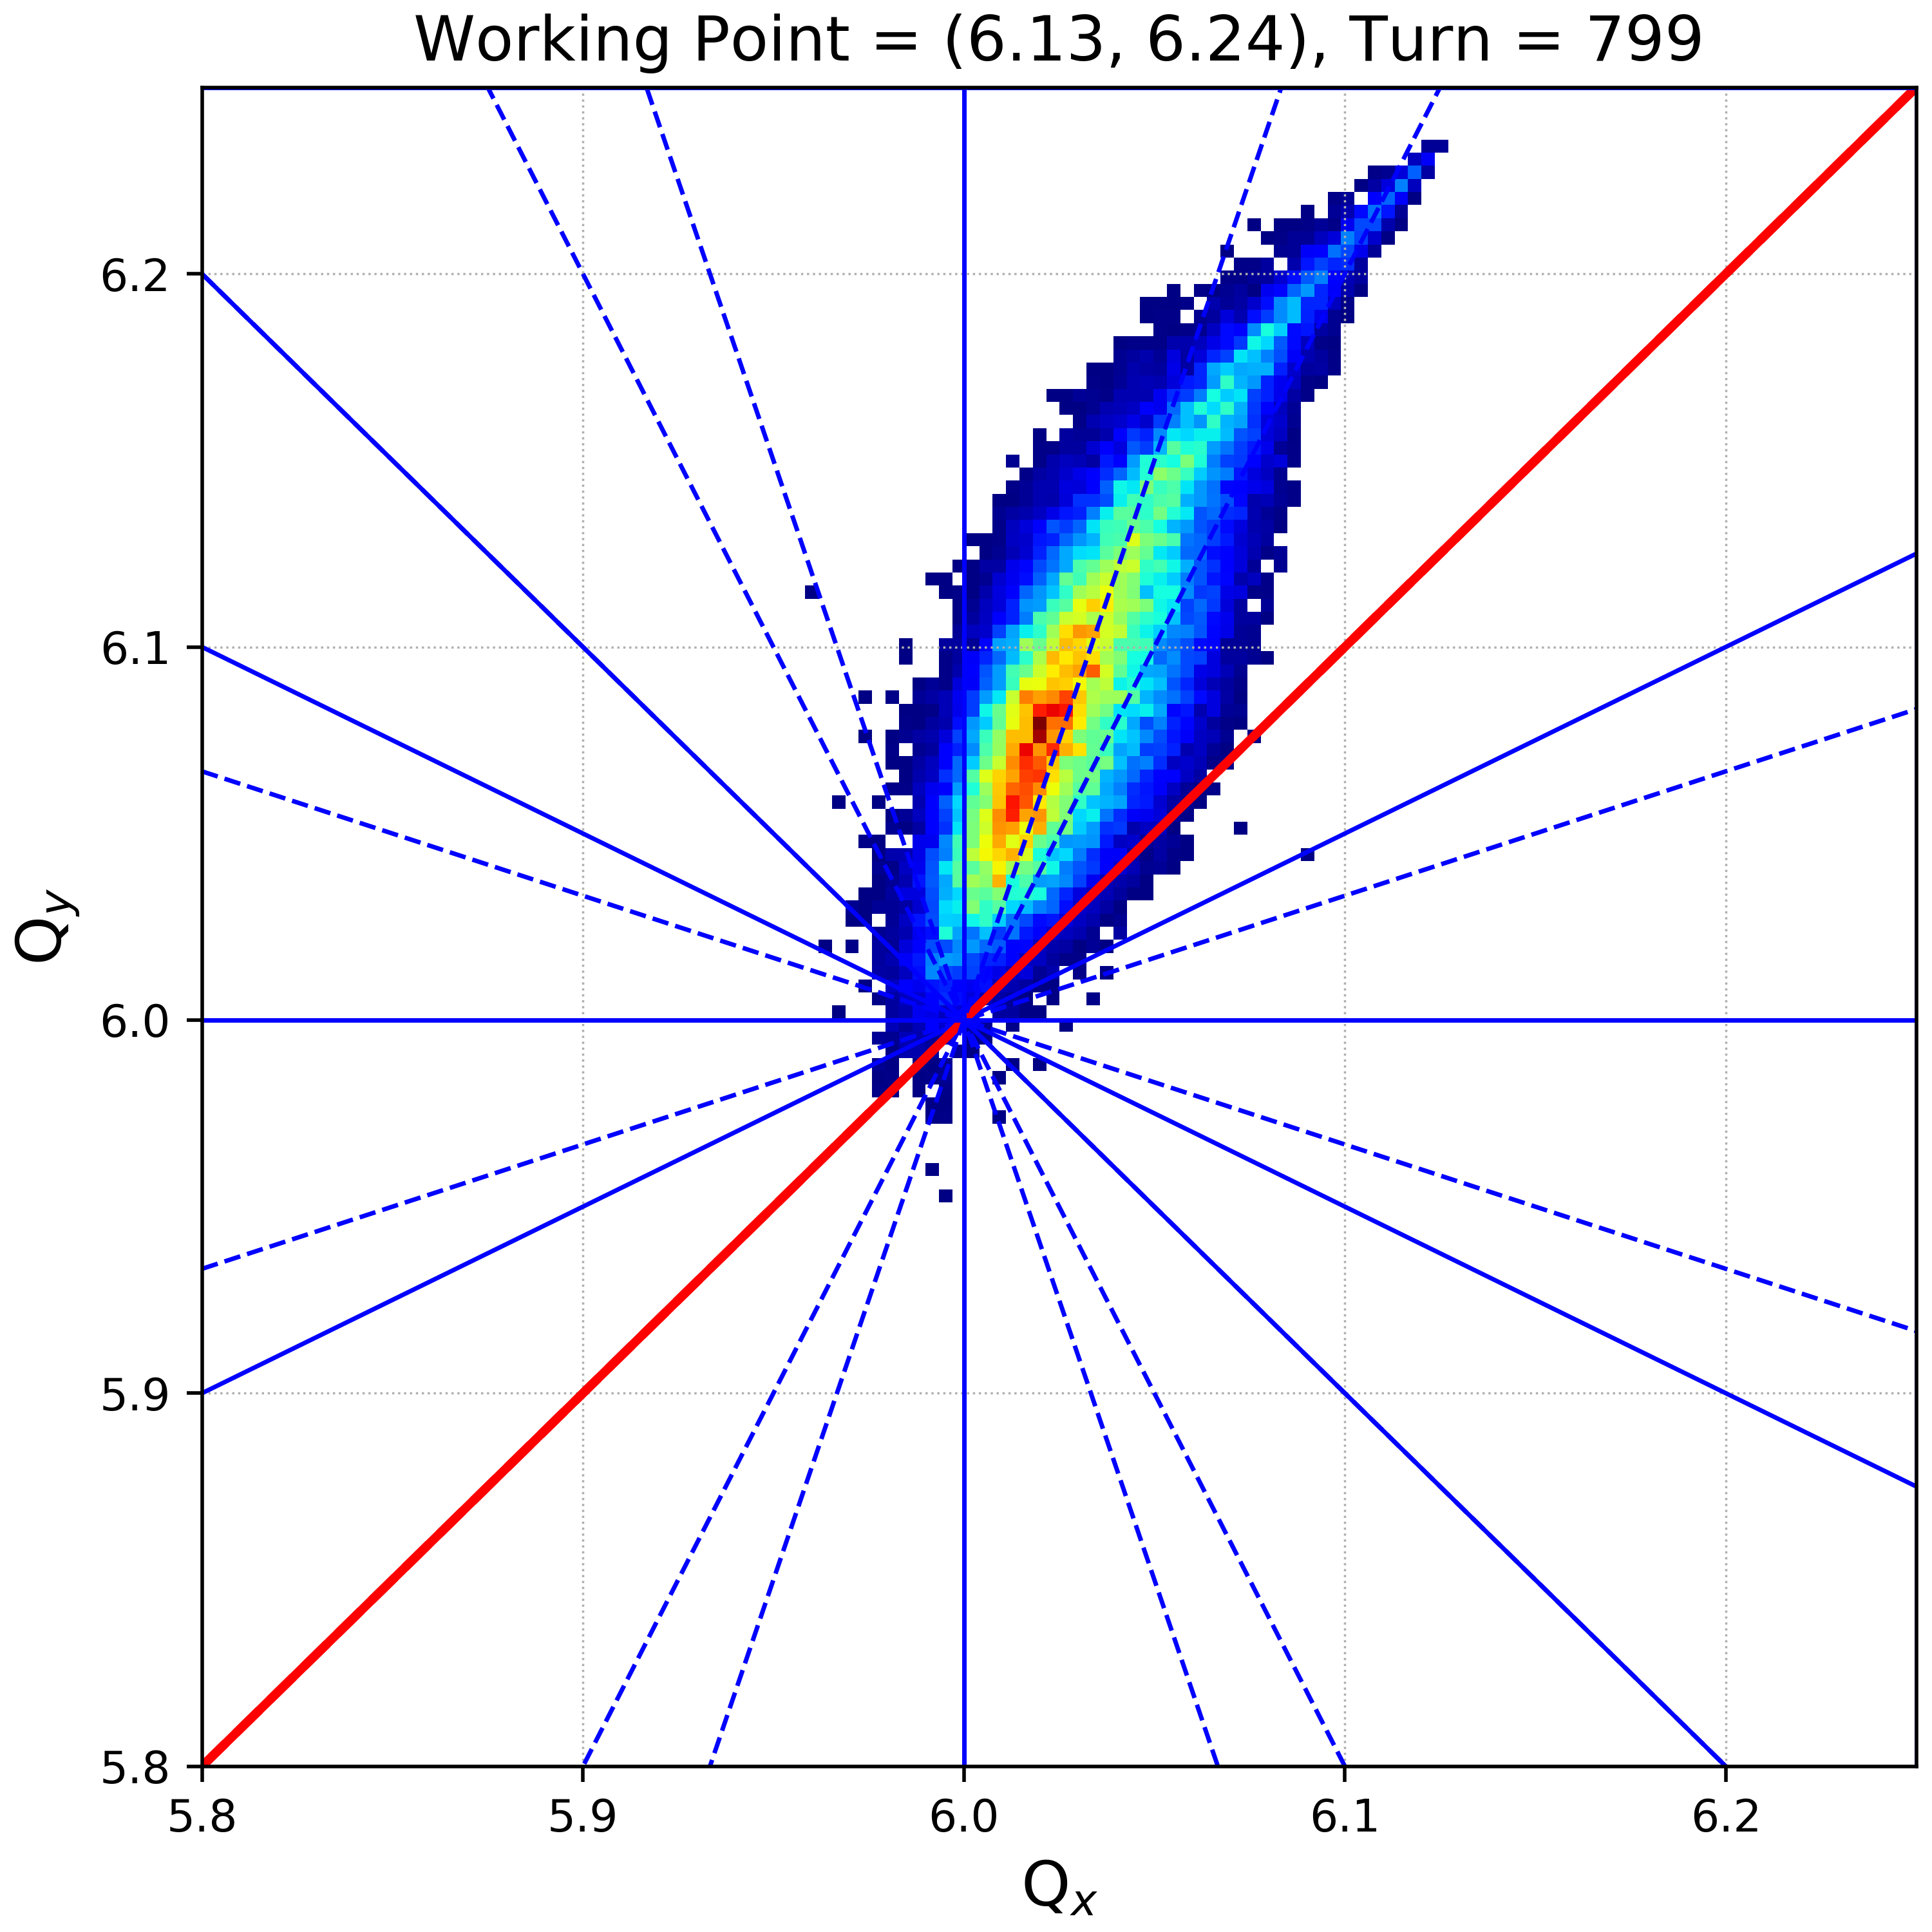 Working Point = (6.13, 6.24), Turn = 799
6.2
6.1
6.0
5.9
5.8
Qy
5.8 5.9 6.0 6.1 6.2
Qx